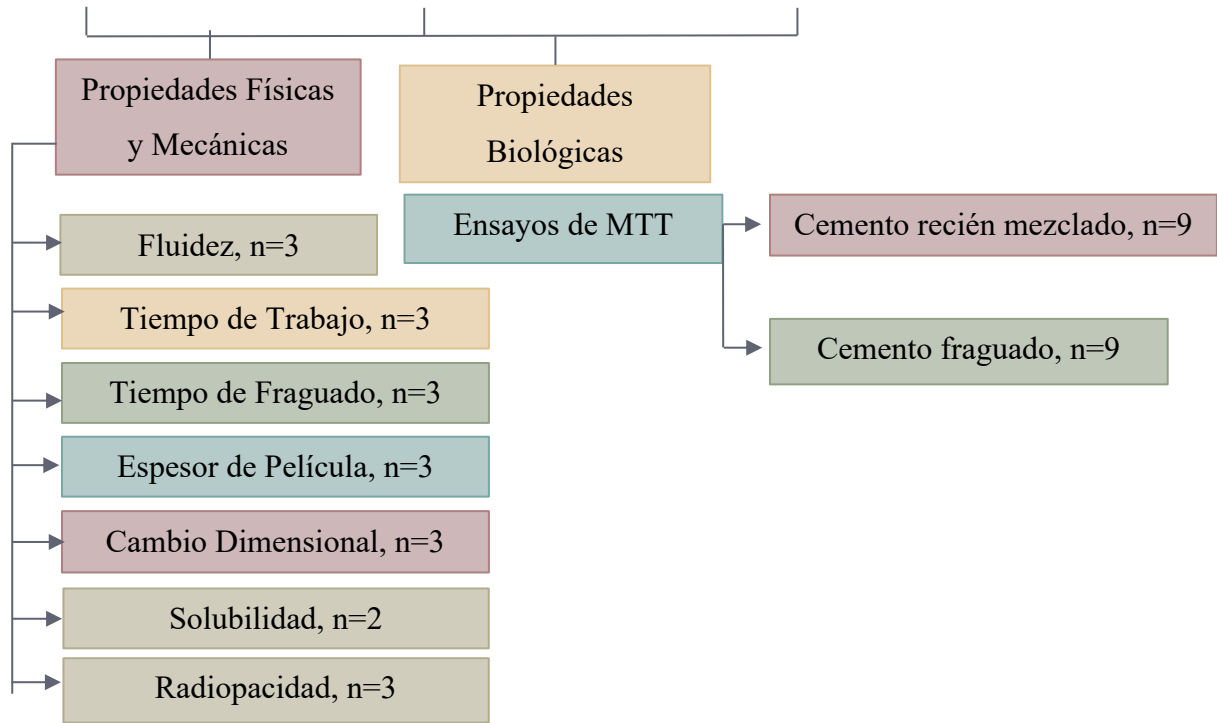 Propiedades Físicas
y Mecánicas
Propiedades
Biológicas
Ensayos de MTT
Cemento recién mezclado, n=9
Cemento fraguado, n=9
Fluidez, n=3
Tiempo de Trabajo, n=3
Tiempo de Fraguado, n=3
Espesor de Película, n=3
Cambio Dimensional, n=3
Solubilidad, n=2
Radiopacidad, n=3